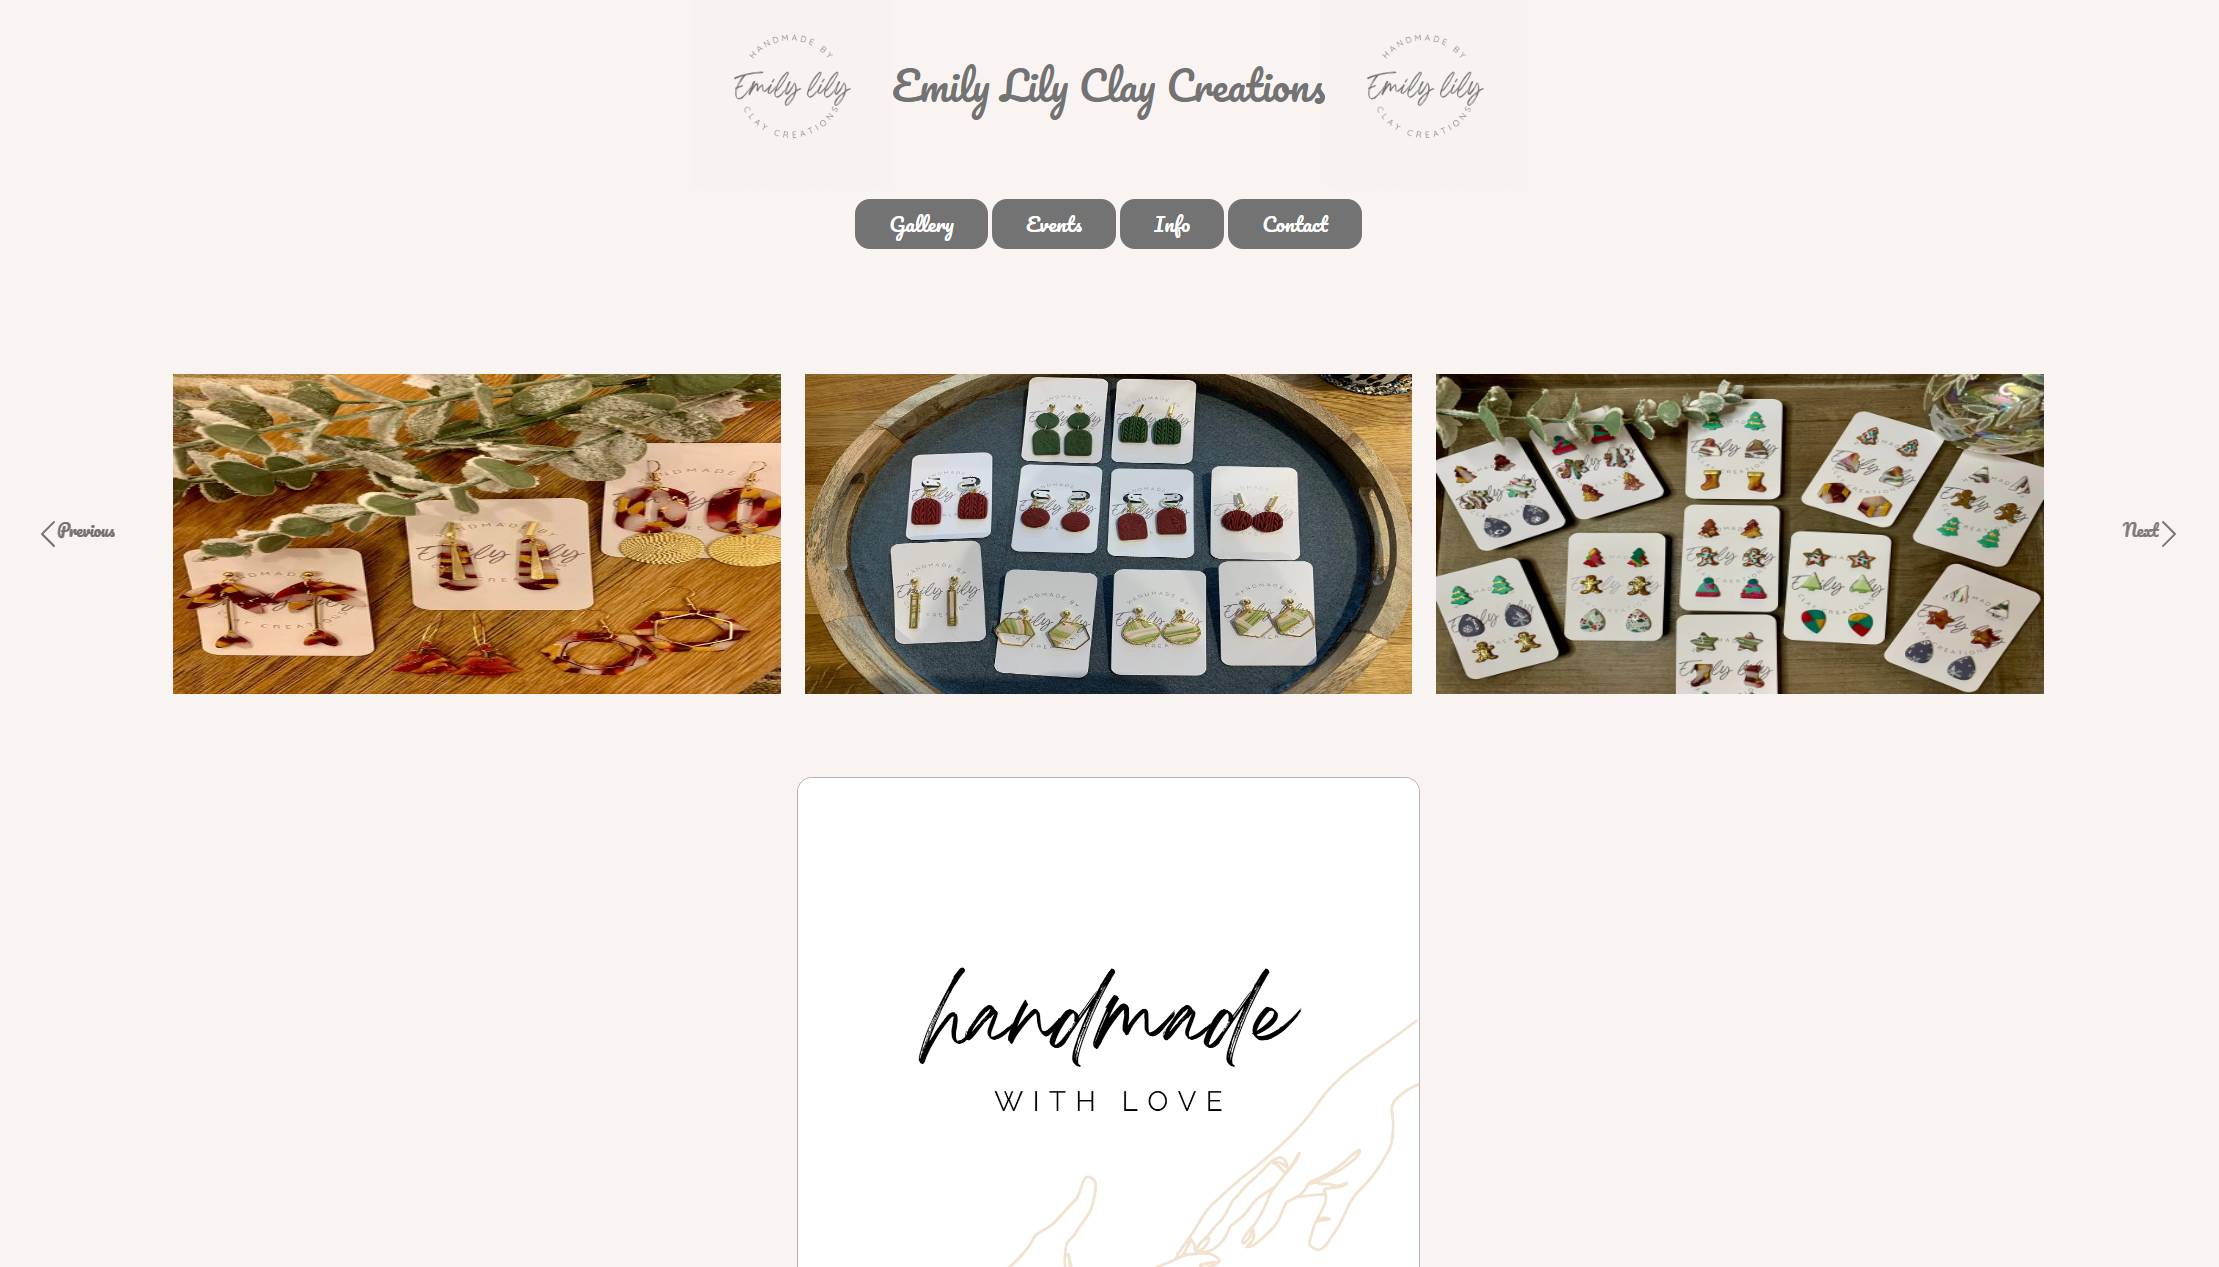 HANDMADE BY
Emily lily
CLAY CREATIONS
Emily Lily Clay Creations
HANDMADE BY
Emily lily
CLAY CREATIONS
Gallery
Events
Info
Contact
Previous
Next
handmade
WITH LOVE